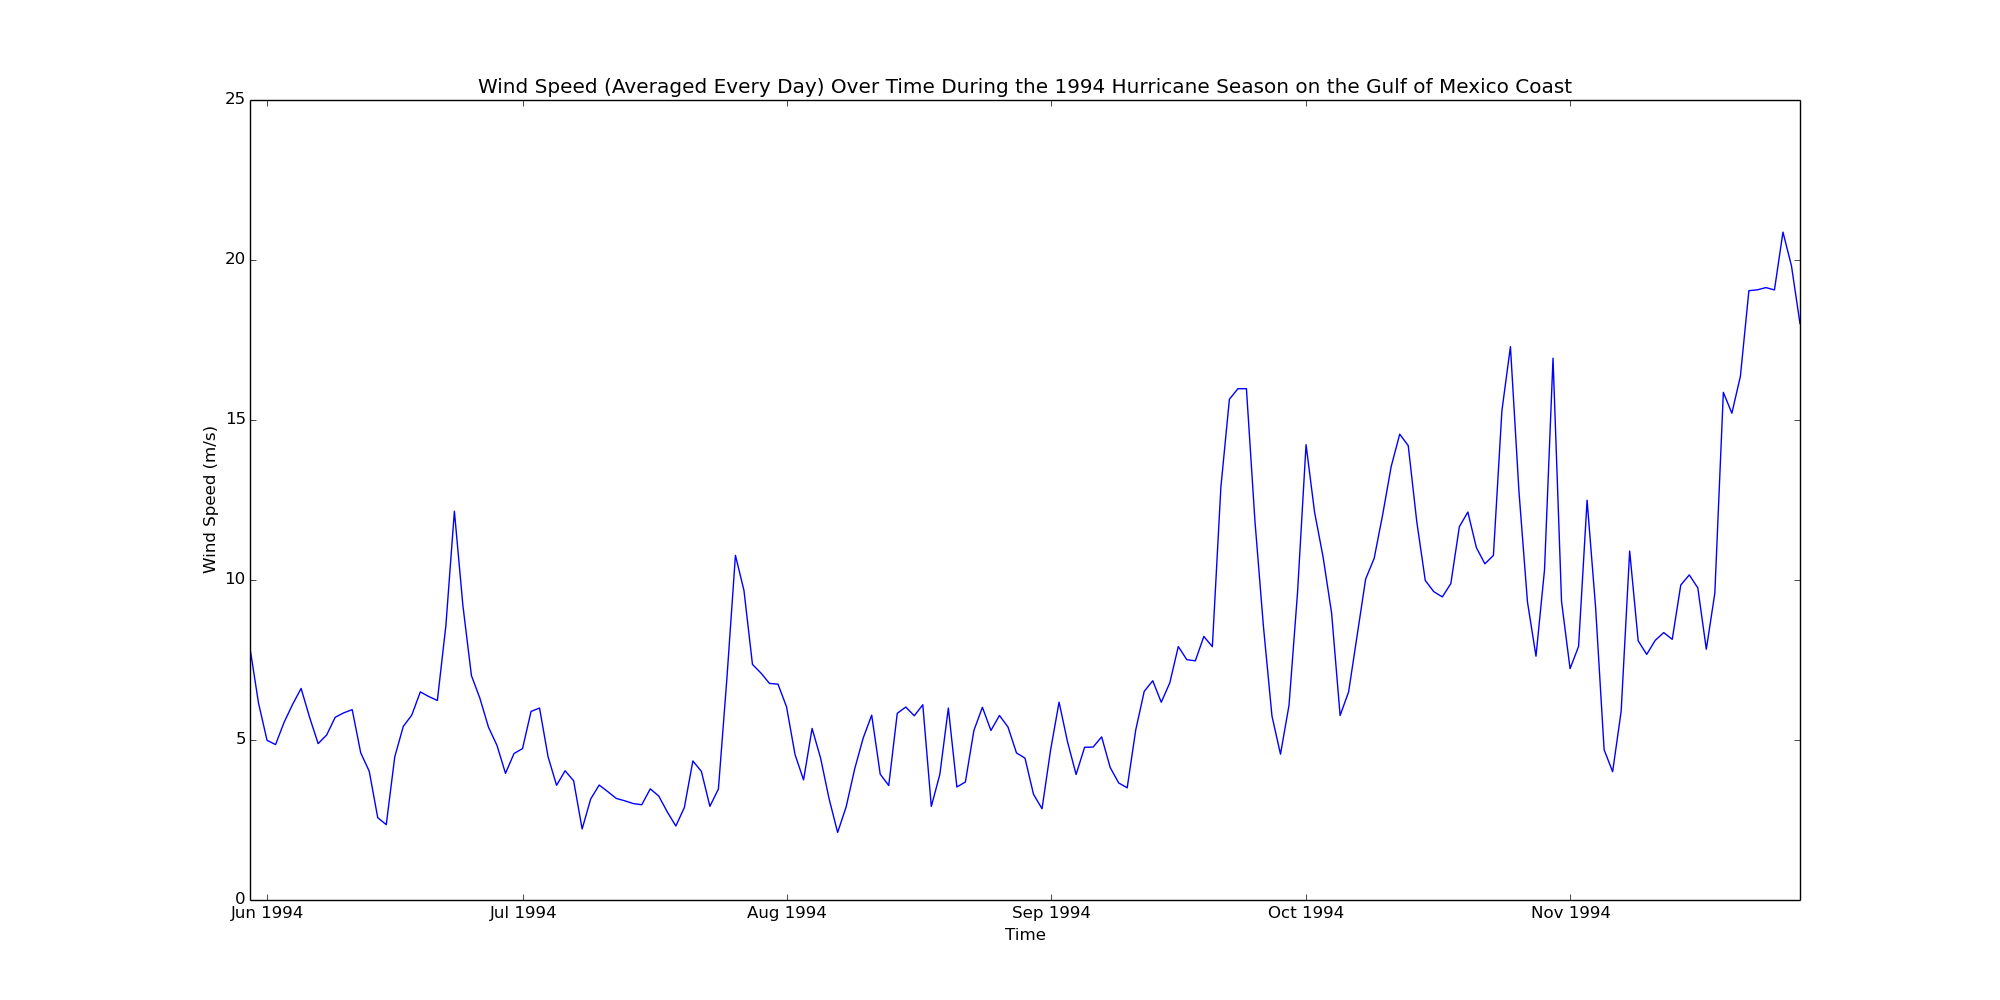 Wind Speed (Averaged Every Day) Over Time During the 1994 Hurricane Season on the Gulf of Mexico Coast
25
20
15
10
5
0
Wind Speed (m/s)
Jun 1994 Jul 1994 Aug 1994 Sep 1994 Oct 1994 Nov 1994
Time